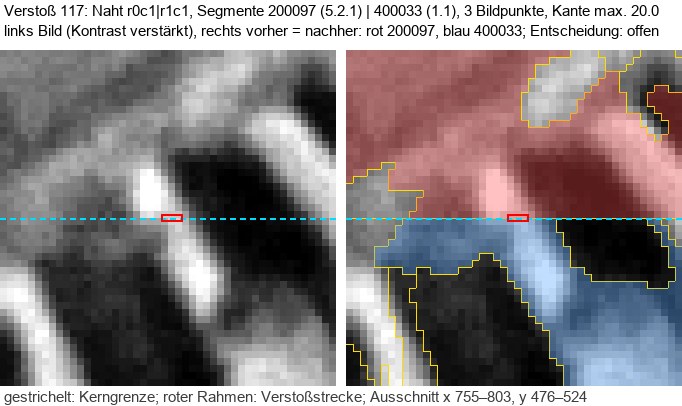 Verstoß 117: Naht r0c1|r1c1, Segmente 200097 (5.2.1) | 400033 (1.1), 3 Bildpunkte, Kante max. 20.0
links Bild (Kontrast verstärkt), rechts vorher = nachher: rot 200097, blau 400033; Entscheidung: offen
gestrichelt: Kerngrenze; roter Rahmen: Verstoßstrecke; Ausschnitt x 755–803, y 476–524